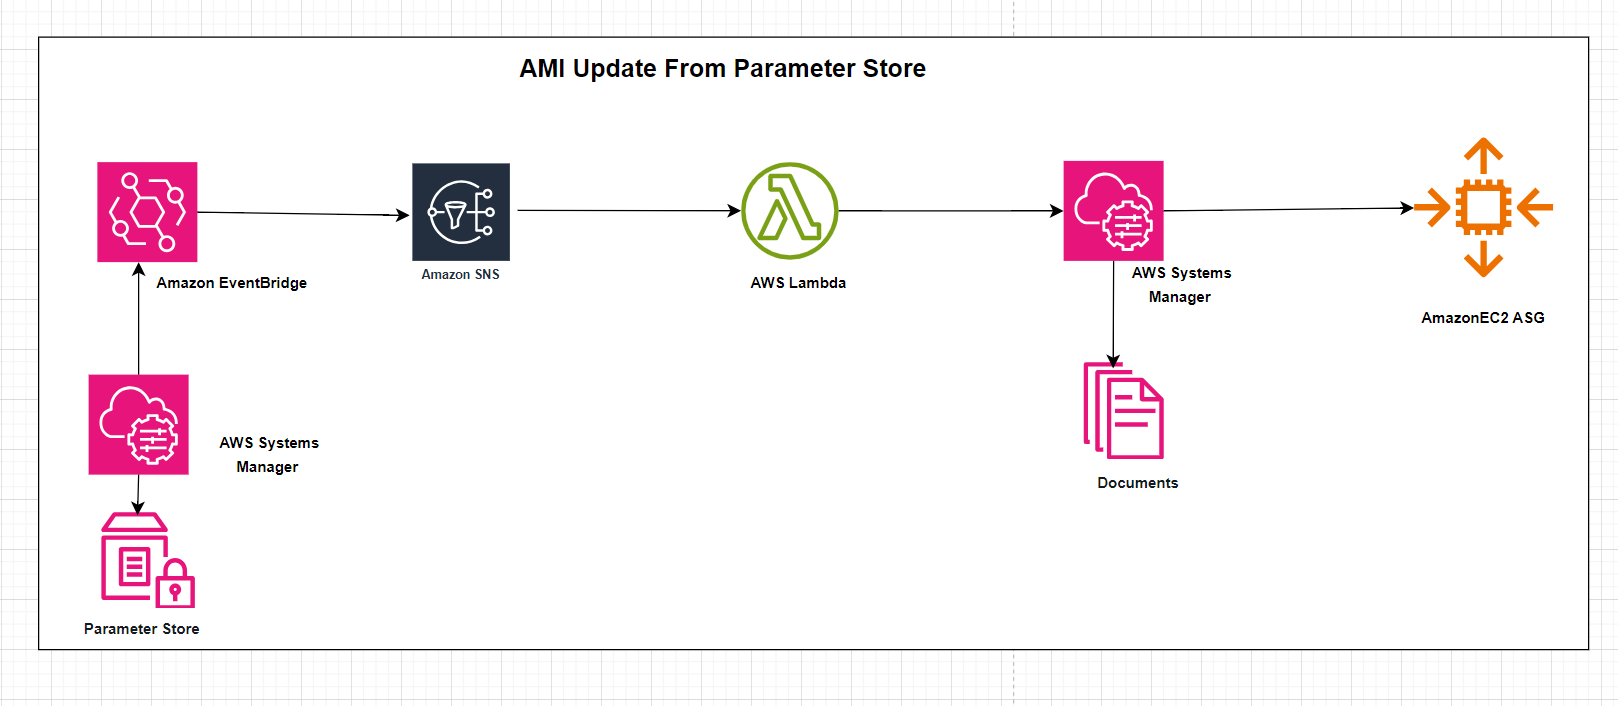 AMI Update From Parameter Store
Amazon EventBridge
Amazon SNS
AWS Lambda
AWS Systems
Manager
AmazonEC2 ASG
AWS Systems
Manager
Documents
Parameter Store